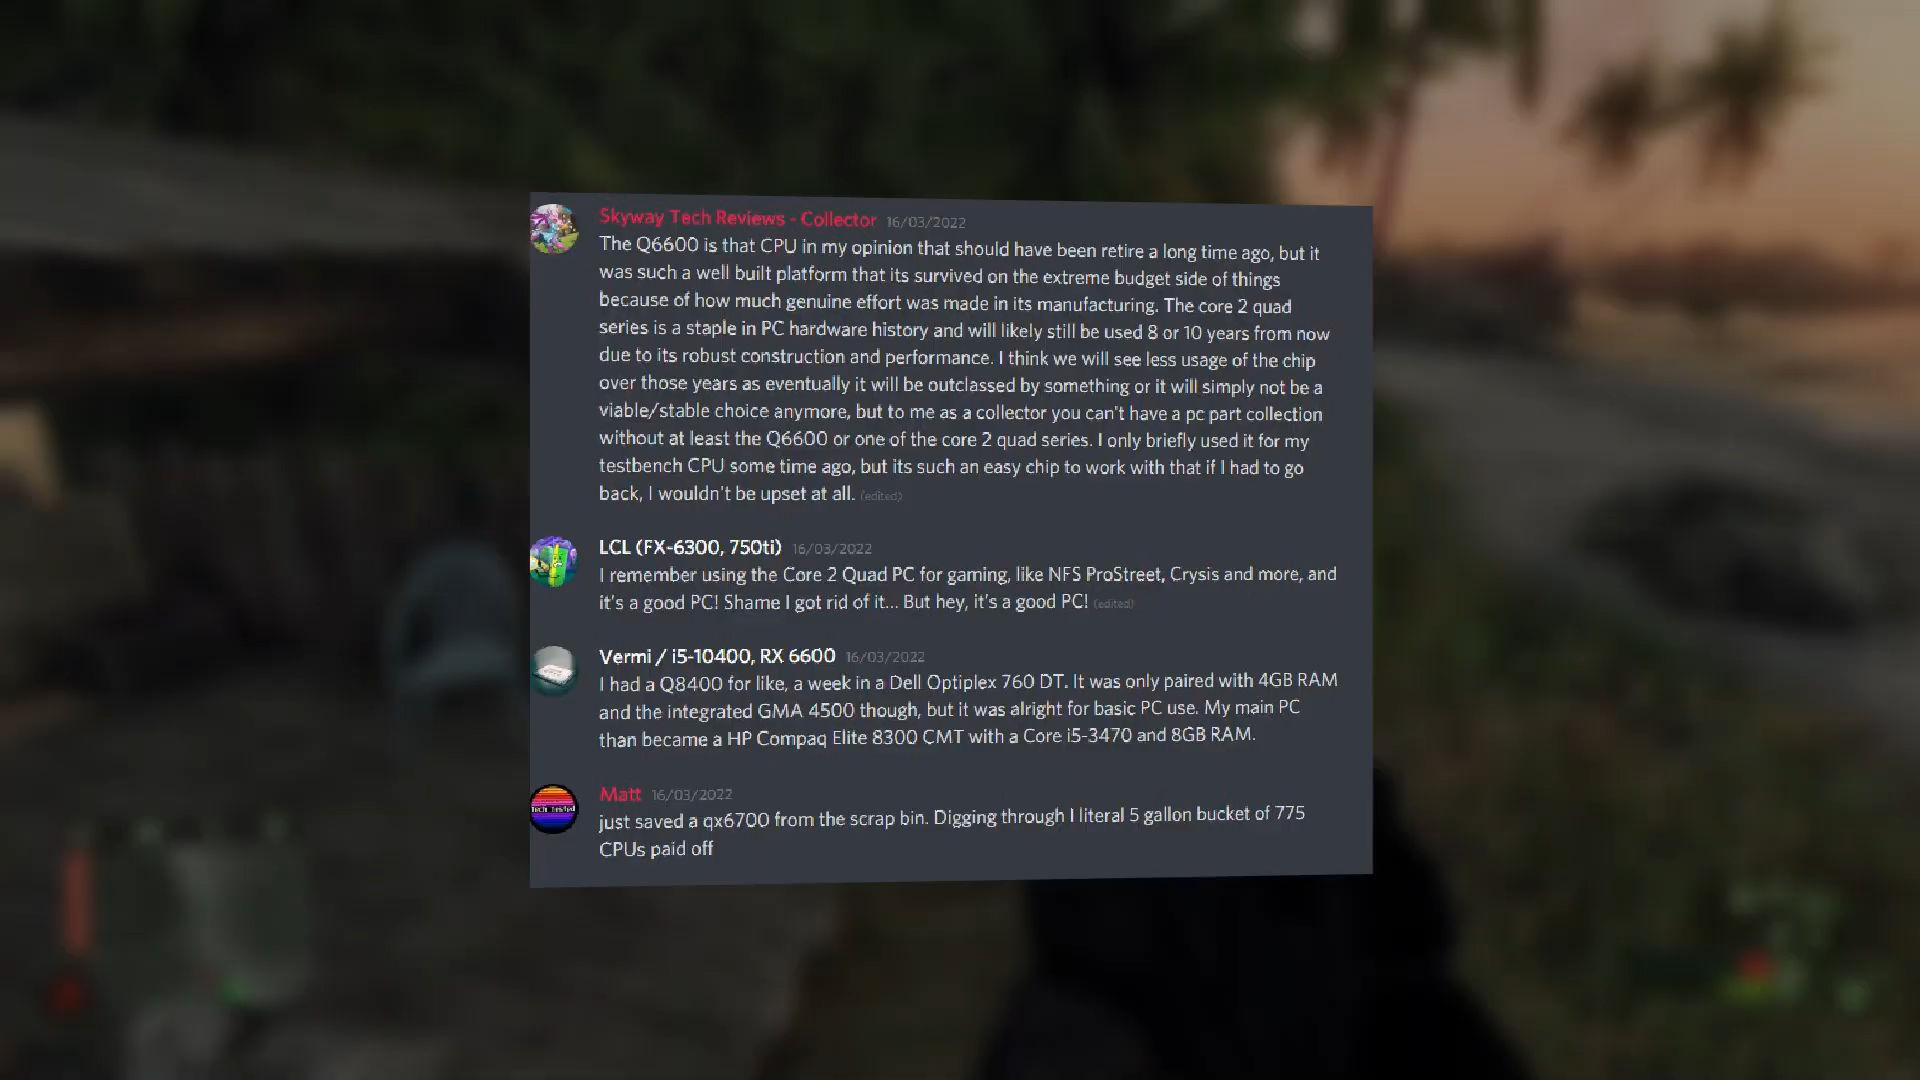 Skyway Tech Reviews - Collector 16/03/2022
The Q6600 is that CPU in my opinion that should have been retire a long time ago, but it
was such a well built platform that its survived on the extreme budget side of things
because of how much genuine effort was made in its manufacturing. The core 2 quad
series is a staple in PC hardware history and will likely still be used 8 or 10 years from now
due to its robust construction and performance. I think we will see less usage of the chip
over those years as eventually it will be outclassed by something or it will simply not be a
viable/stable choice anymore, but to me as a collector you can't have a pc part collection
without at least the Q6600 or one of the core 2 quad series. I only briefly used it for my
testbench CPU some time ago, but its such an easy chip to work with that if I had to go
back, I wouldn't be upset at all. (edited)
LCL (FX-6300, 750ti) 16/03/2022
I remember using the Core 2 Quad PC for gaming, like NFS ProStreet, Crysis and more, and
it's a good PC! Shame I got rid of it... But hey, it's a good PC! (edited)
Vermi / i5-10400, RX 6600 16/03/2022
I had a Q8400 for like, a week in a Dell Optiplex 760 DT. It was only paired with 4GB RAM
and the integrated GMA 4500 though, but it was alright for basic PC use. My main PC
than became a HP Compaq Elite 8300 CMT with a Core i5-3470 and 8GB RAM.
Matt 16/03/2022
Tech Tested
just saved a qx6700 from the scrap bin. Digging through I literal 5 gallon bucket of 775
CPUs paid off